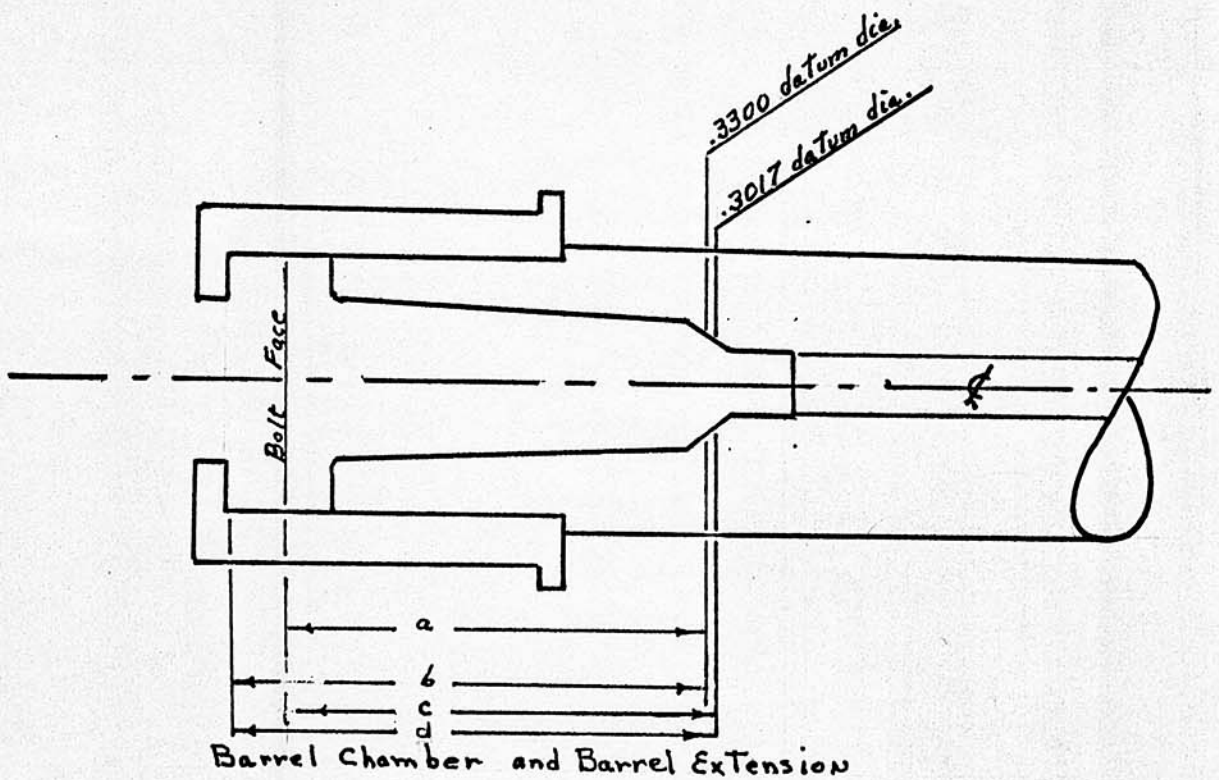 .3300 datum dia.
.3017 datum dia.
Bolt Face
℄
a
b
c
d
Barrel Chamber and Barrel Extension